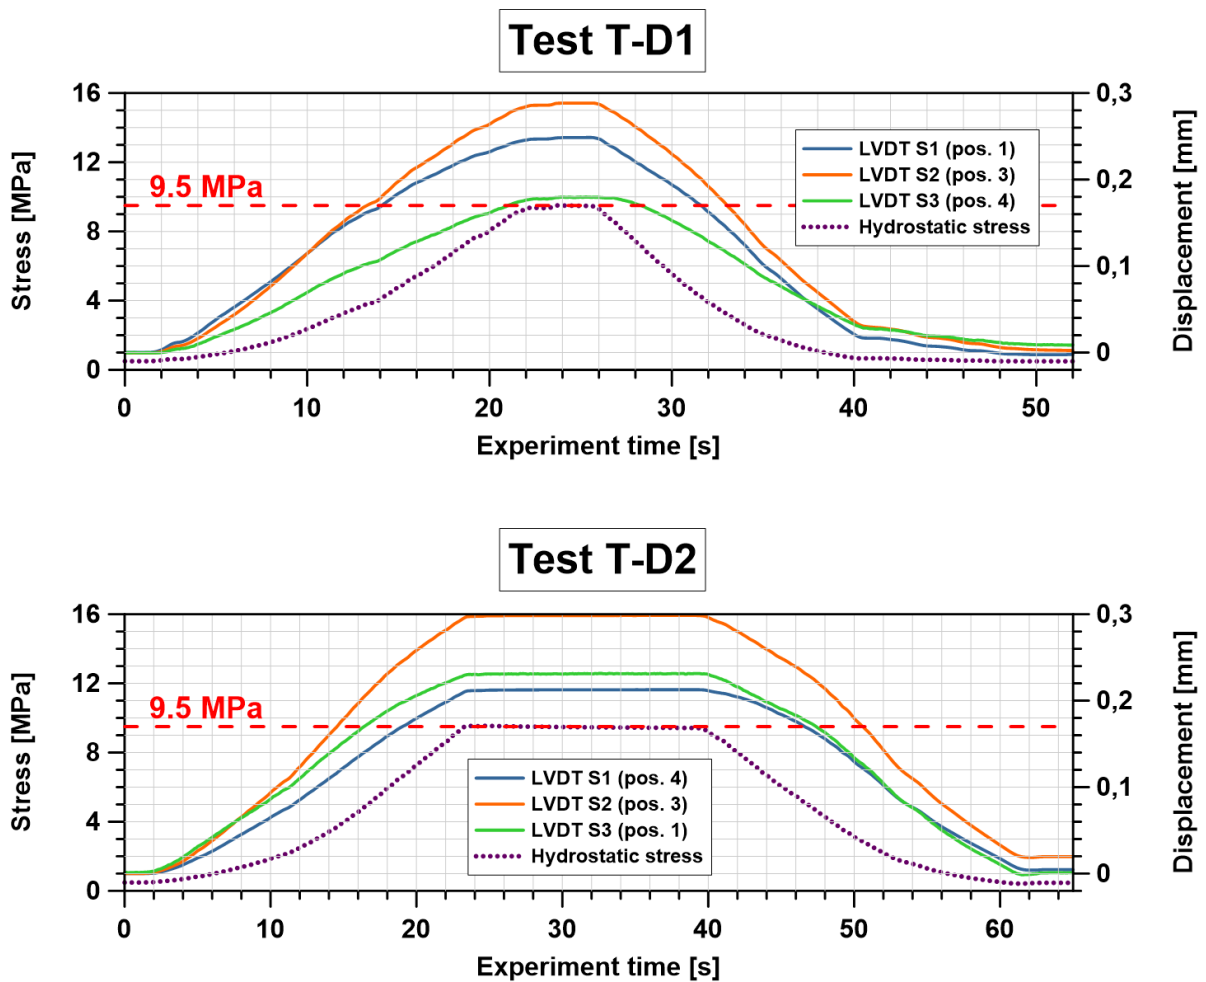 Test T-D1
16
12
8
4
0
Stress [MPa]
9.5 MPa
LVDT S1 (pos. 1)
LVDT S2 (pos. 3)
LVDT S3 (pos. 4)
Hydrostatic stress
0,3
0,2
0,1
0
Displacement [mm]
0 10 20 30 40 50
Experiment time [s]
Test T-D2
16
12
8
4
0
Stress [MPa]
9.5 MPa
LVDT S1 (pos. 4)
LVDT S2 (pos. 3)
LVDT S3 (pos. 1)
Hydrostatic stress
0,3
0,2
0,1
0
Displacement [mm]
0 10 20 30 40 50 60
Experiment time [s]